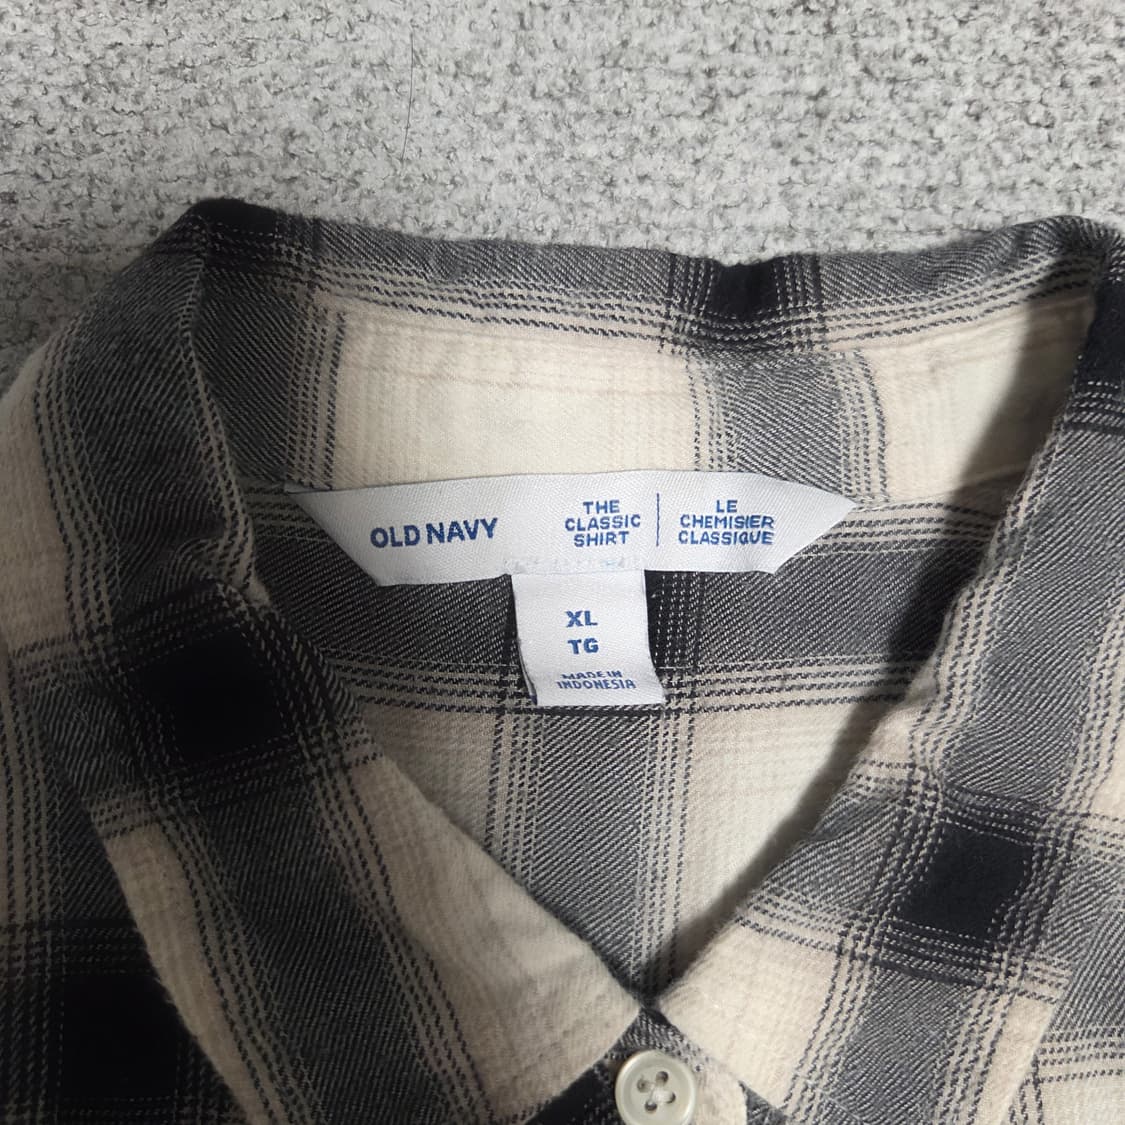 OLD NAVY
THE
CLASSIC
SHIRT
LE
CHEMISIER
CLASSIQUE
XL
TG
MADE IN
INDONESIA